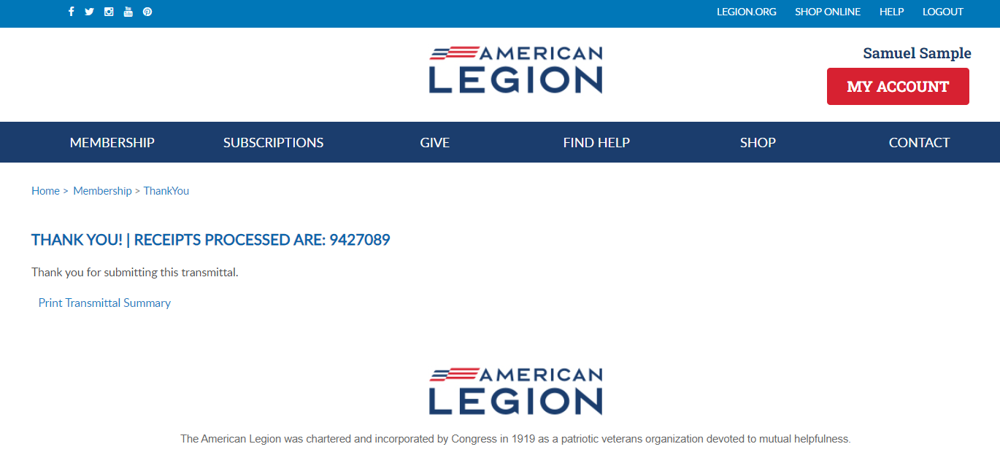 LEGION.ORG SHOP ONLINE HELP LOGOUT
AMERICAN
LEGION
Samuel Sample
MY ACCOUNT
MEMBERSHIP SUBSCRIPTIONS GIVE FIND HELP SHOP CONTACT
Home > Membership > ThankYou
THANK YOU! | RECEIPTS PROCESSED ARE: 9427089
Thank you for submitting this transmittal.
Print Transmittal Summary
AMERICAN
LEGION
The American Legion was chartered and incorporated by Congress in 1919 as a patriotic veterans organization devoted to mutual helpfulness.